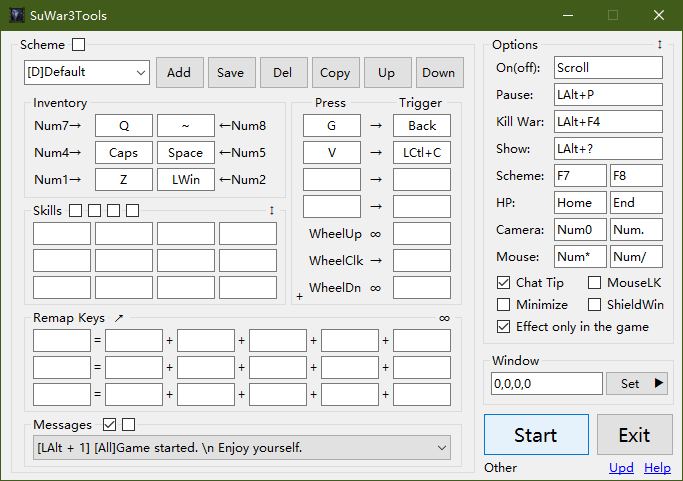 SuWar3Tools
Scheme
[D]Default Add Save Del Copy Up Down
Inventory
Num7→ Q ~ ←Num8
Num4→ Caps Space ←Num5
Num1→ Z LWin ←Num2
Press Trigger
G → Back
V → LCtl+C
→
→
WheelUp ∞
WheelClk →
WheelDn ∞
+
Skills ↕
Remap Keys ↗ ∞
= + + + +
= + + + +
= + + + +
Messages
[LAlt + 1] [All]Game started. \n Enjoy yourself.
Options ↕
On(off): Scroll
Pause: LAlt+P
Kill War: LAlt+F4
Show: LAlt+?
Scheme: F7 F8
HP: Home End
Camera: Num0 Num.
Mouse: Num* Num/
Chat Tip MouseLK
Minimize ShieldWin
Effect only in the game
Window
0,0,0,0 Set ▶
Start Exit
Other Upd Help